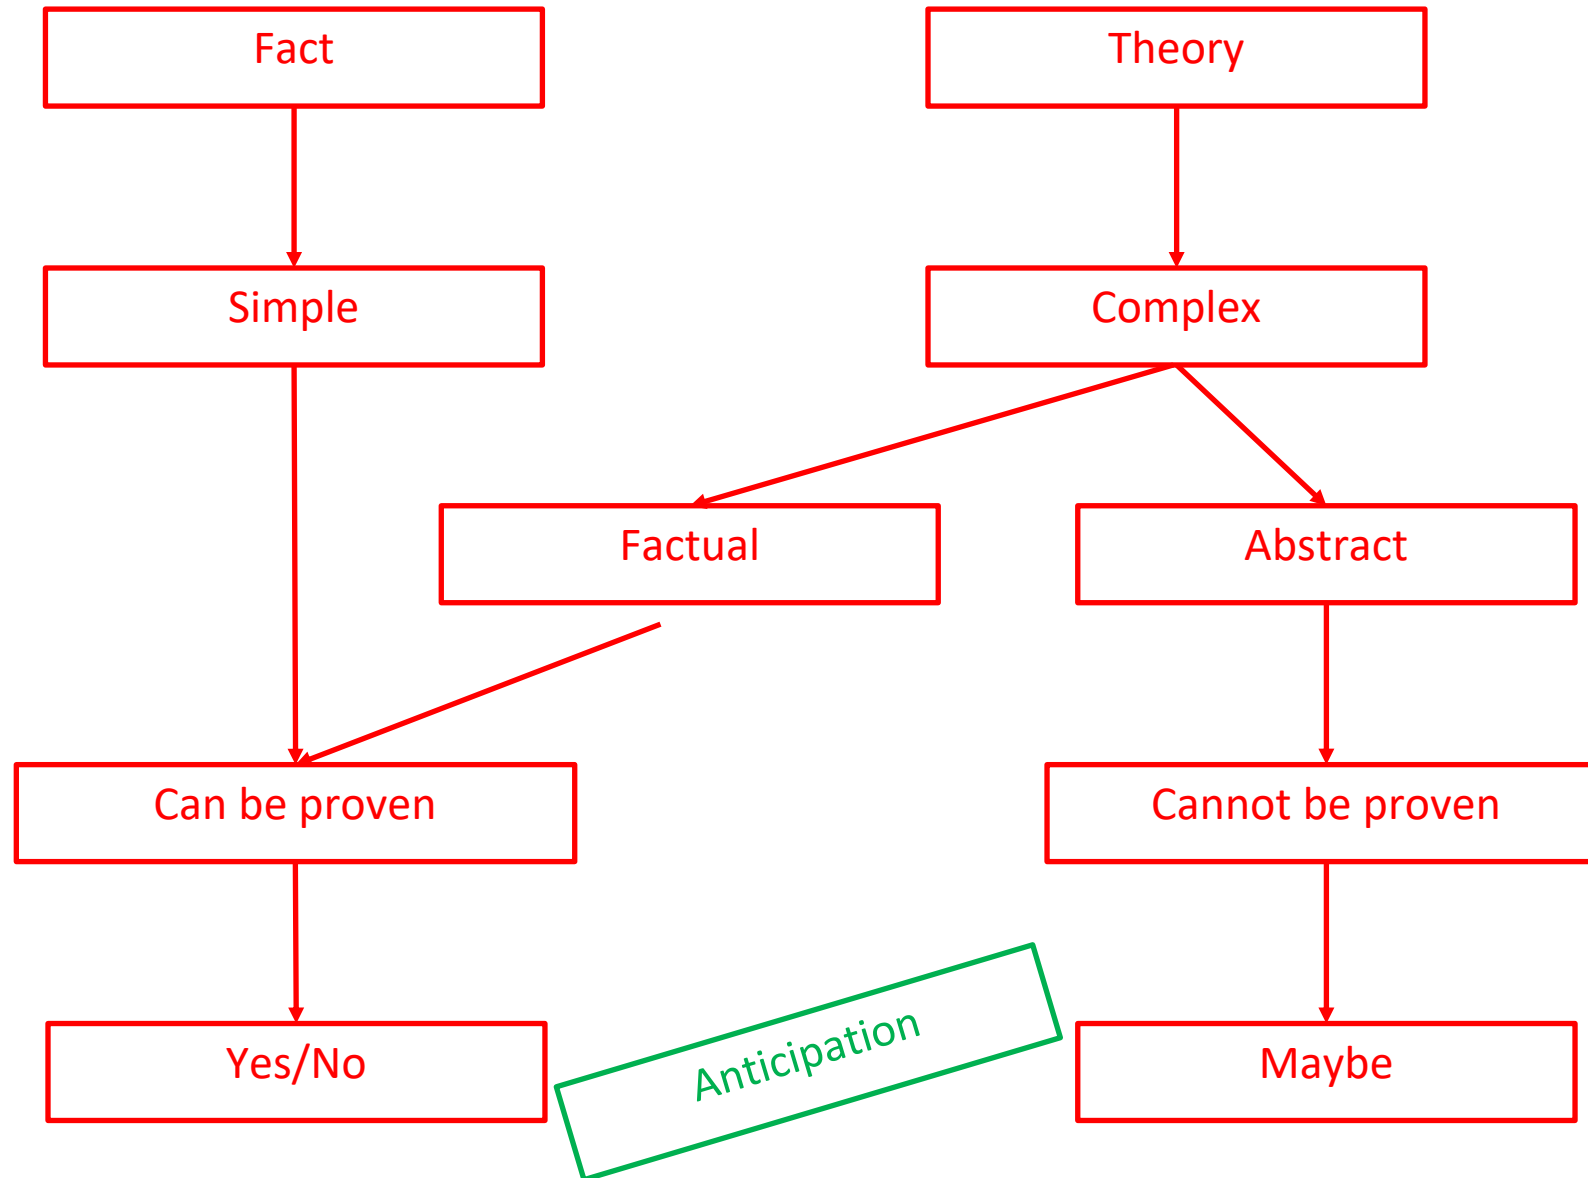 Fact
Theory
Simple
Complex
Factual
Abstract
Can be proven
Cannot be proven
Yes/No
Anticipation
Maybe